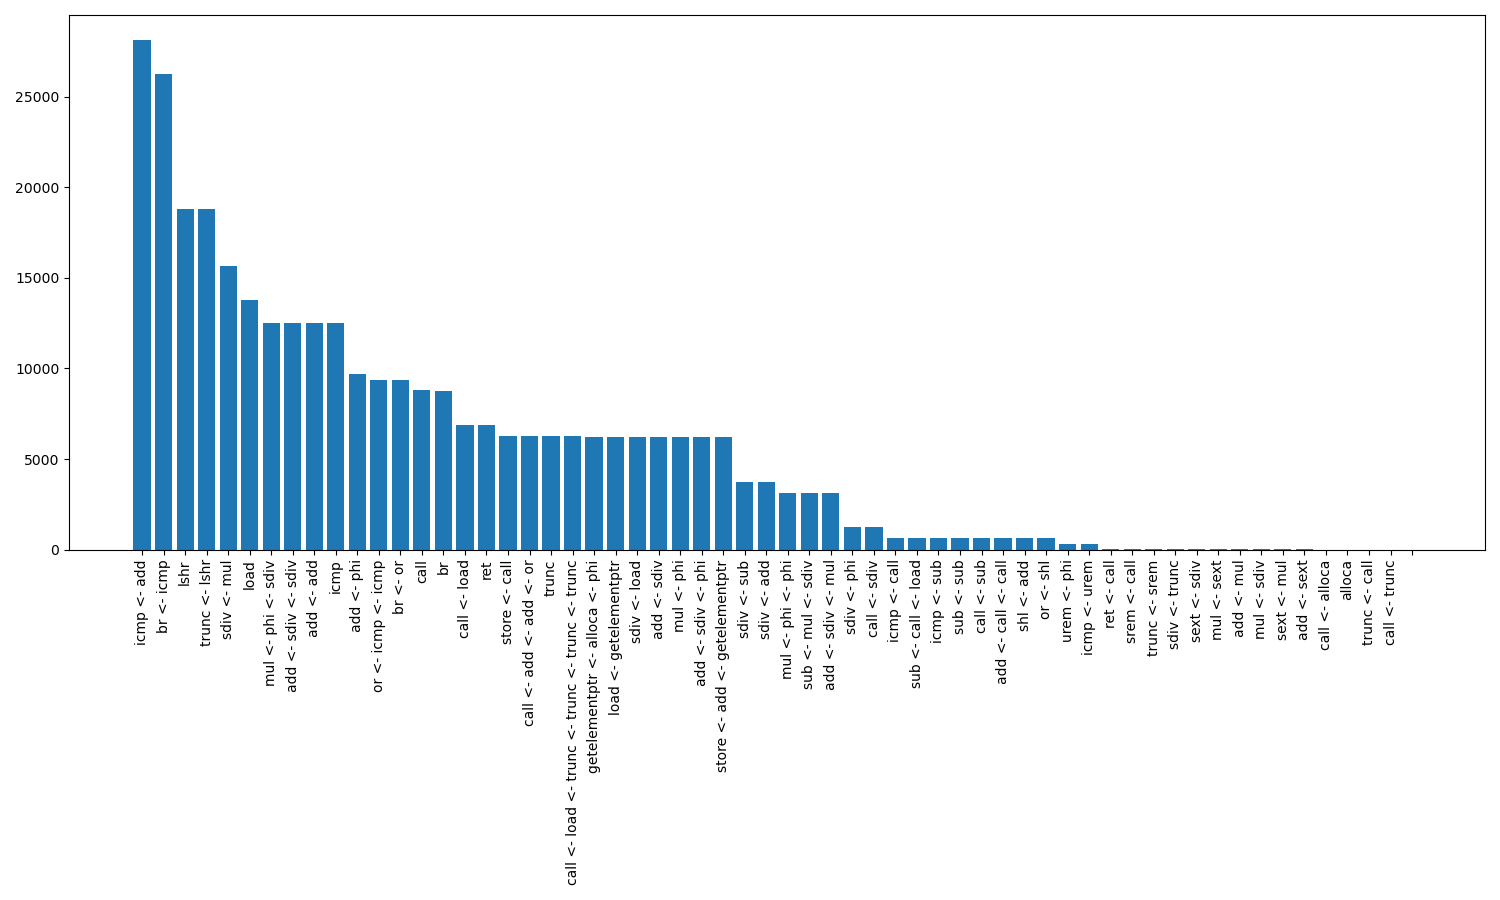 25000
20000
15000
10000
5000
0
icmp <- add
br <- icmp
lshr
trunc <- lshr
sdiv <- mul
load
mul <- phi <- sdiv
add <- sdiv <- sdiv
add <- add
icmp
add <- phi
or <- icmp <- icmp
br <- or
call
br
call <- load
ret
store <- call
call <- add <- add <- or
trunc
call <- load <- trunc <- trunc <- trunc <- trunc
getelementptr <- alloca <- phi
load <- getelementptr
sdiv <- load
add <- sdiv
mul <- phi
add <- sdiv <- phi
store <- add <- getelementptr
sdiv <- sub
sdiv <- add
mul <- phi <- phi
sub <- mul <- sdiv
add <- sdiv <- mul
sdiv <- phi
call <- sdiv
icmp <- call
sub <- call <- load
icmp <- sub
sub <- sub
call <- sub
add <- call <- call
shl <- add
or <- shl
urem <- phi
icmp <- urem
ret <- call
srem <- call
trunc <- srem
sdiv <- trunc
sext <- sdiv
mul <- sext
add <- mul
mul <- sdiv
sext <- mul
add <- sext
call <- alloca
alloca
trunc <- call
call <- trunc